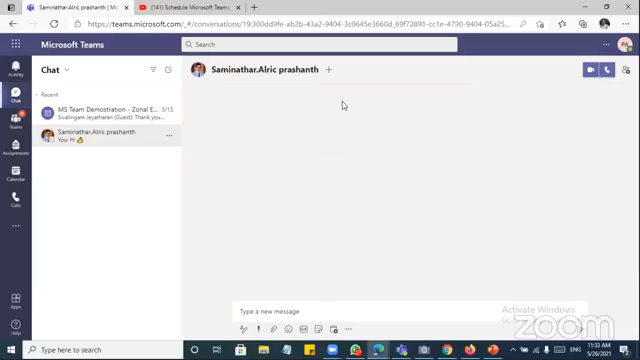 Saminathar.Alric prashanth | Mi
(141) Schedule Microsoft Teams
https://teams.microsoft.com/_#/conversations/19:360dd9fe-ab2b-43a2-9404-3c0645c3660d_69f72891-cc1e-4790-9404-05a25
Microsoft Teams
Search
PA
Activity
Chat
Teams
Assignments
Calendar
Calls
Apps
Help
Chat
Recent
MS Team Demostration - Zonal E...
5/13
Sivalingam Jeyatharan (Guest): Thank you...
Saminathar.Alric prashanth
You: Hi
Saminathar.Alric prashanth
Type a new message
Activate Windows
zoom
Type here to search
11:33 AM
5/26/2021